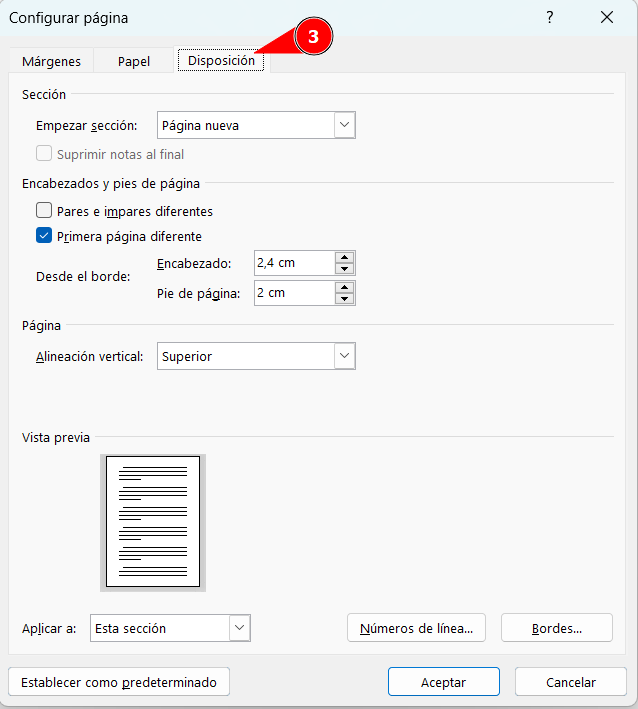 Configurar página ?
3
Márgenes Papel Disposición
Sección
Empezar sección: Página nueva
Suprimir notas al final
Encabezados y pies de página
Pares e impares diferentes
Primera página diferente
Encabezado: 2,4 cm
Desde el borde:
Pie de página: 2 cm
Página
Alineación vertical: Superior
Vista previa
Aplicar a: Esta sección Números de línea... Bordes...
Establecer como predeterminado Aceptar Cancelar